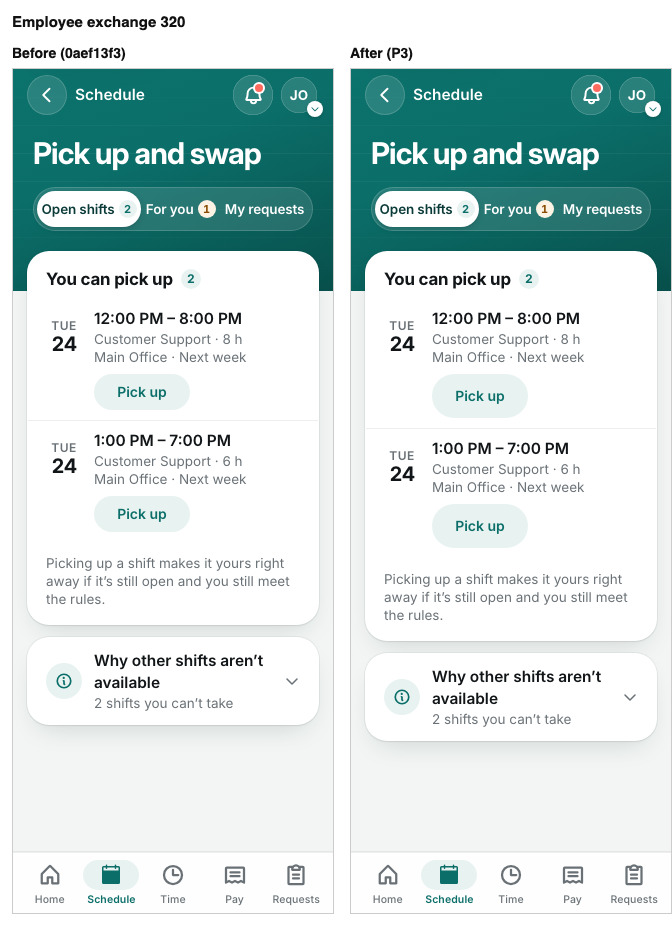 Employee exchange 320
Before (0aef13f3)
Schedule
JO
Pick up and swap
Open shifts 2 For you 1 My requests
You can pick up 2
TUE
24
12:00 PM – 8:00 PM
Customer Support · 8 h
Main Office · Next week
Pick up
TUE
24
1:00 PM – 7:00 PM
Customer Support · 6 h
Main Office · Next week
Pick up
Picking up a shift makes it yours right
away if it’s still open and you still meet
the rules.
Why other shifts aren’t
available
2 shifts you can’t take
Home Schedule Time Pay Requests
After (P3)
Schedule
JO
Pick up and swap
Open shifts 2 For you 1 My requests
You can pick up 2
TUE
24
12:00 PM – 8:00 PM
Customer Support · 8 h
Main Office · Next week
Pick up
TUE
24
1:00 PM – 7:00 PM
Customer Support · 6 h
Main Office · Next week
Pick up
Picking up a shift makes it yours right
away if it’s still open and you still meet
the rules.
Why other shifts aren’t
available
2 shifts you can’t take
Home Schedule Time Pay Requests